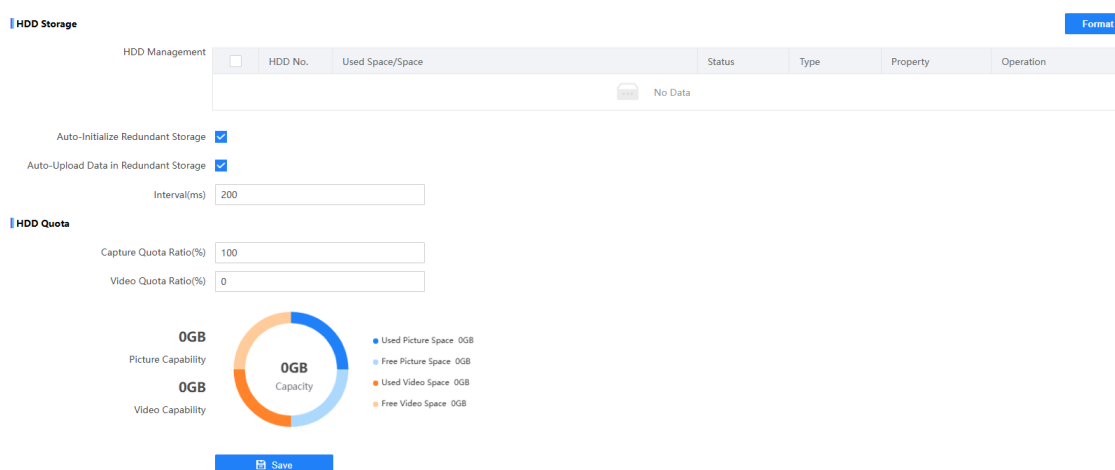 HDD Storage
Format
HDD Management
HDD No. Used Space/Space Status Type Property Operation
No Data
Auto-Initialize Redundant Storage
Auto-Upload Data in Redundant Storage
Interval(ms) 200
HDD Quota
Capture Quota Ratio(%) 100
Video Quota Ratio(%) 0
0GB
Picture Capability
0GB
Video Capability
0GB
Capacity
Used Picture Space 0GB
Free Picture Space 0GB
Used Video Space 0GB
Free Video Space 0GB
Save